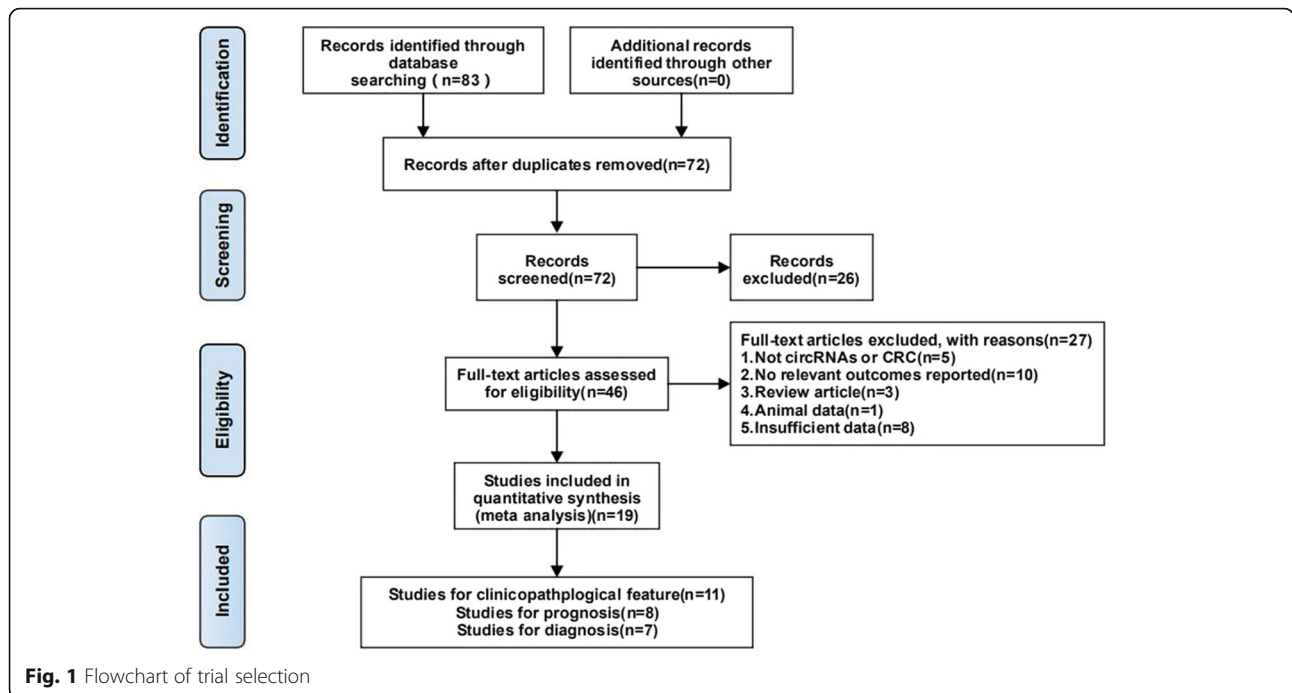 Identification
Records identified through
database
searching ( n=83 )
Additional records
identified through other
sources(n=0)
Records after duplicates removed(n=72)
Screening
Records
screened(n=72)
Records
excluded(n=26)
Eligibility
Full-text articles assessed
for eligibility(n=46)
Full-text articles excluded, with reasons(n=27)
1.Not circRNAs or CRC(n=5)
2.No relevant outcomes reported(n=10)
3.Review article(n=3)
4.Animal data(n=1)
5.Insufficient data(n=8)
Studies included in
quantitative synthesis
(meta analysis)(n=19)
Included
Studies for clinicopathplogical feature(n=11)
Studies for prognosis(n=8)
Studies for diagnosis(n=7)
Fig. 1 Flowchart of trial selection